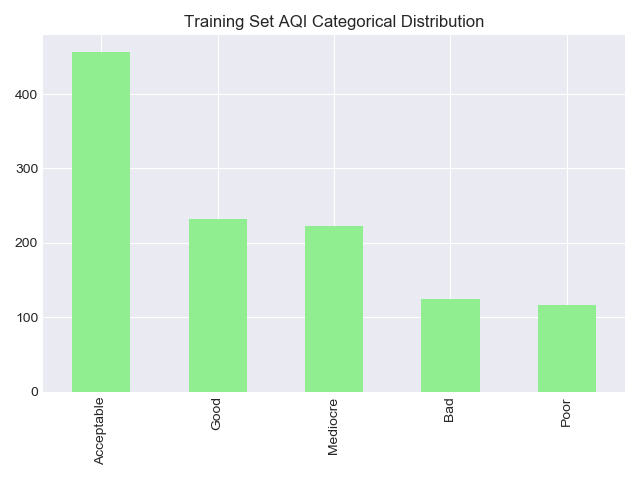 Training Set AQI Categorical Distribution
400
300
200
100
0
Acceptable
Good
Mediocre
Bad
Poor